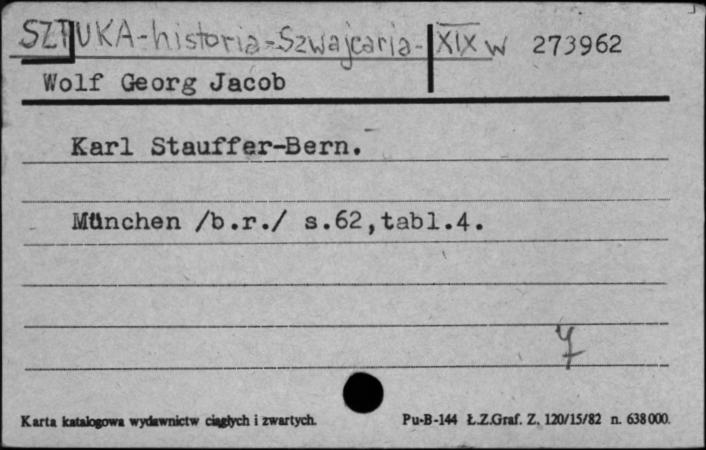 SZTUKA-historia-Szwajcaria-XIX w 273962
Wolf Georg Jacob
Karl Stauffer-Bern.
München /b.r./ s.62,tabl.4.
Karta katalogowa wydawnictw ciągłych i zwartych. Pu-B-144 Ł.Z.Graf. Z. 120/15/82 n. 638000.